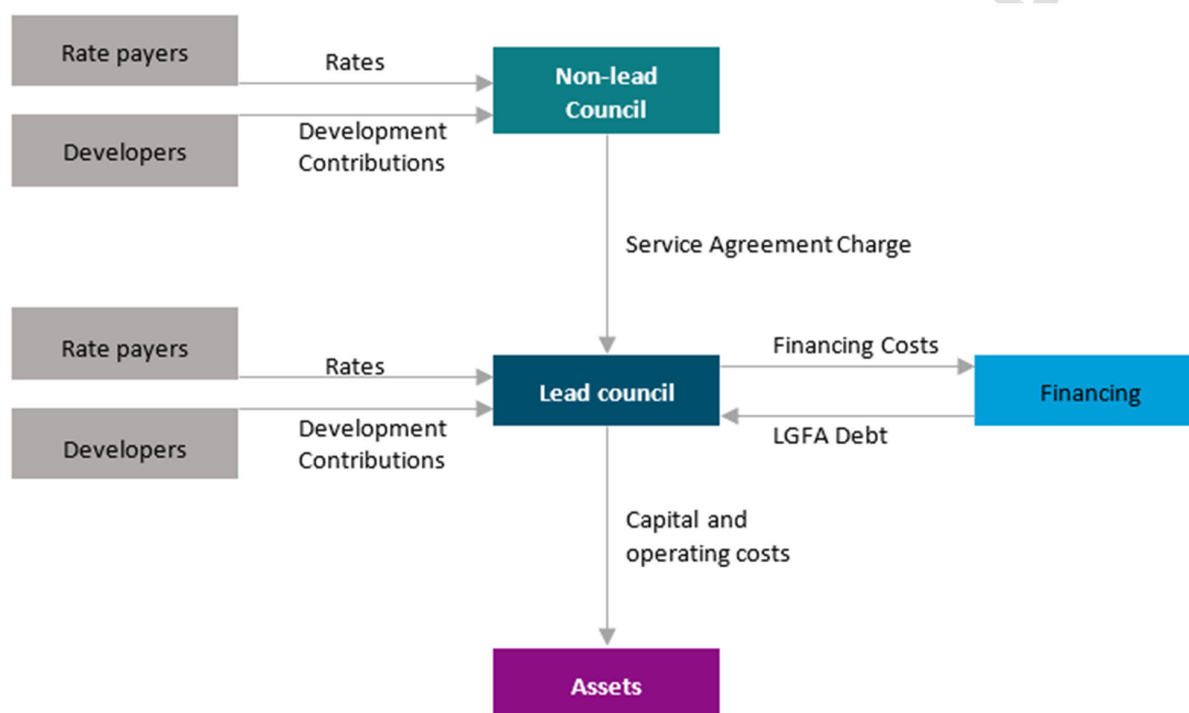 Rate payers
Rates
Non-lead
Council
Developers
Development
Contributions
Service Agreement Charge
Rate payers
Rates
Lead council
Financing Costs
Financing
LGFA Debt
Developers
Development
Contributions
Capital and
operating costs
Assets